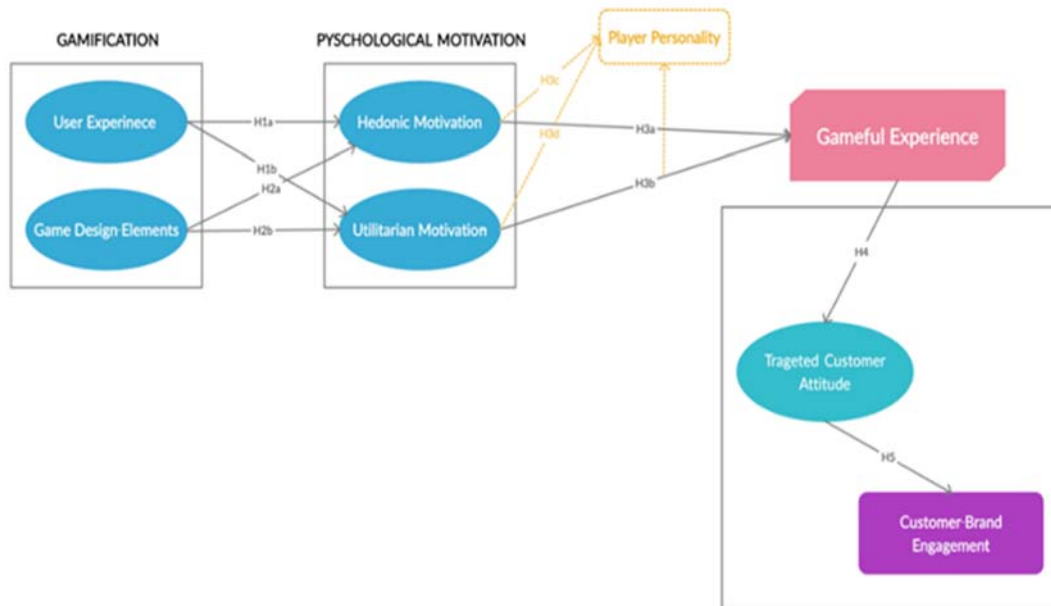 GAMIFICATION
PYSCHOLOGICAL MOTIVATION
Player Personality
User Experinece
H1a
Hedonic Motivation
H3c
H3d
H3a
Gameful Experience
H1b
H2a
H3b
Game Design Elements
H2b
Utilitarian Motivation
H4
Trageted Customer
Attitude
H5
Customer Brand
Engagement